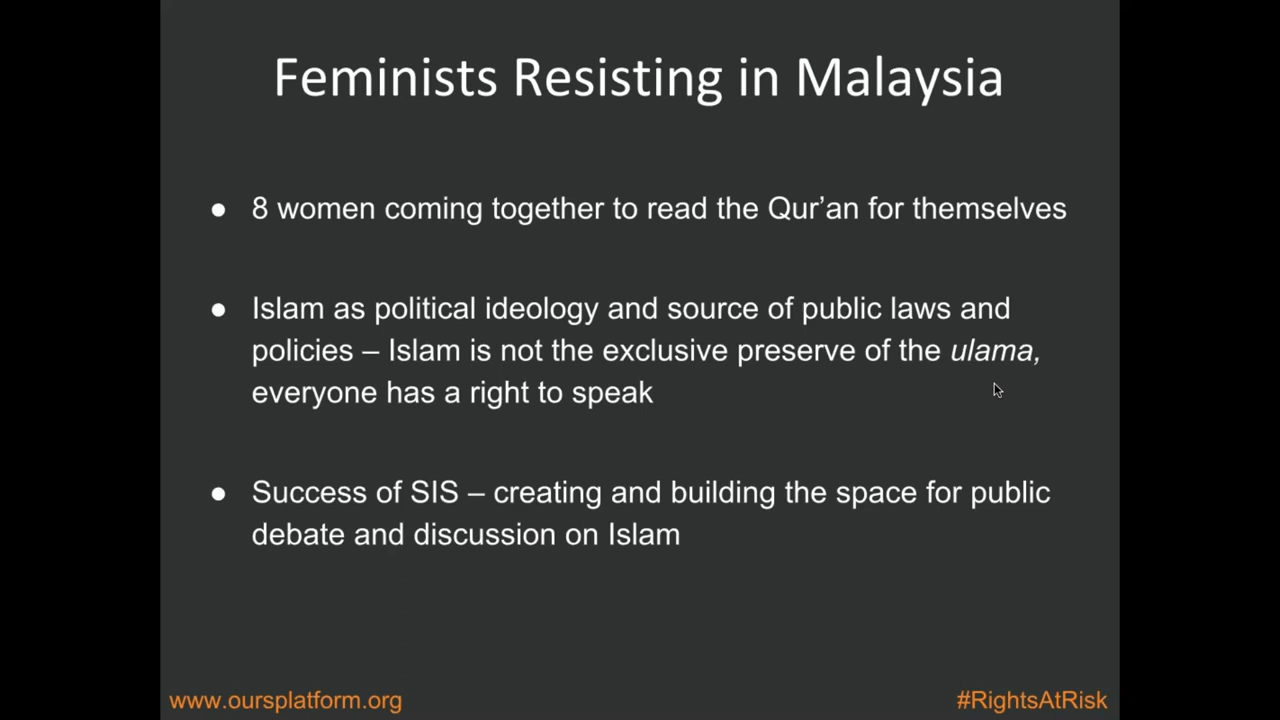 Feminists Resisting in Malaysia
● 8 women coming together to read the Qur’an for themselves
● Islam as political ideology and source of public laws and
policies – Islam is not the exclusive preserve of the ulama,
everyone has a right to speak
● Success of SIS – creating and building the space for public
debate and discussion on Islam
www.oursplatform.org
#RightsAtRisk